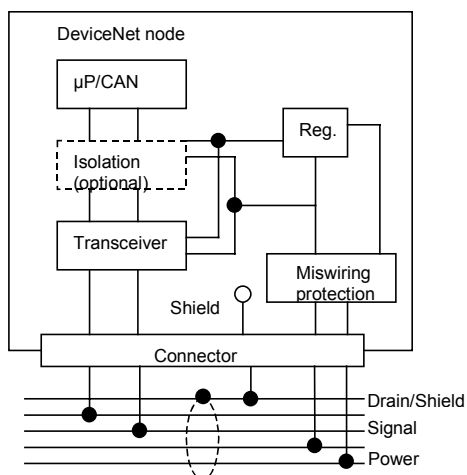 DeviceNet node
µP/CAN
Reg.
Isolation
(optional)
Transceiver
Miswiring
protection
Shield
Connector
Drain/Shield
Signal
Power